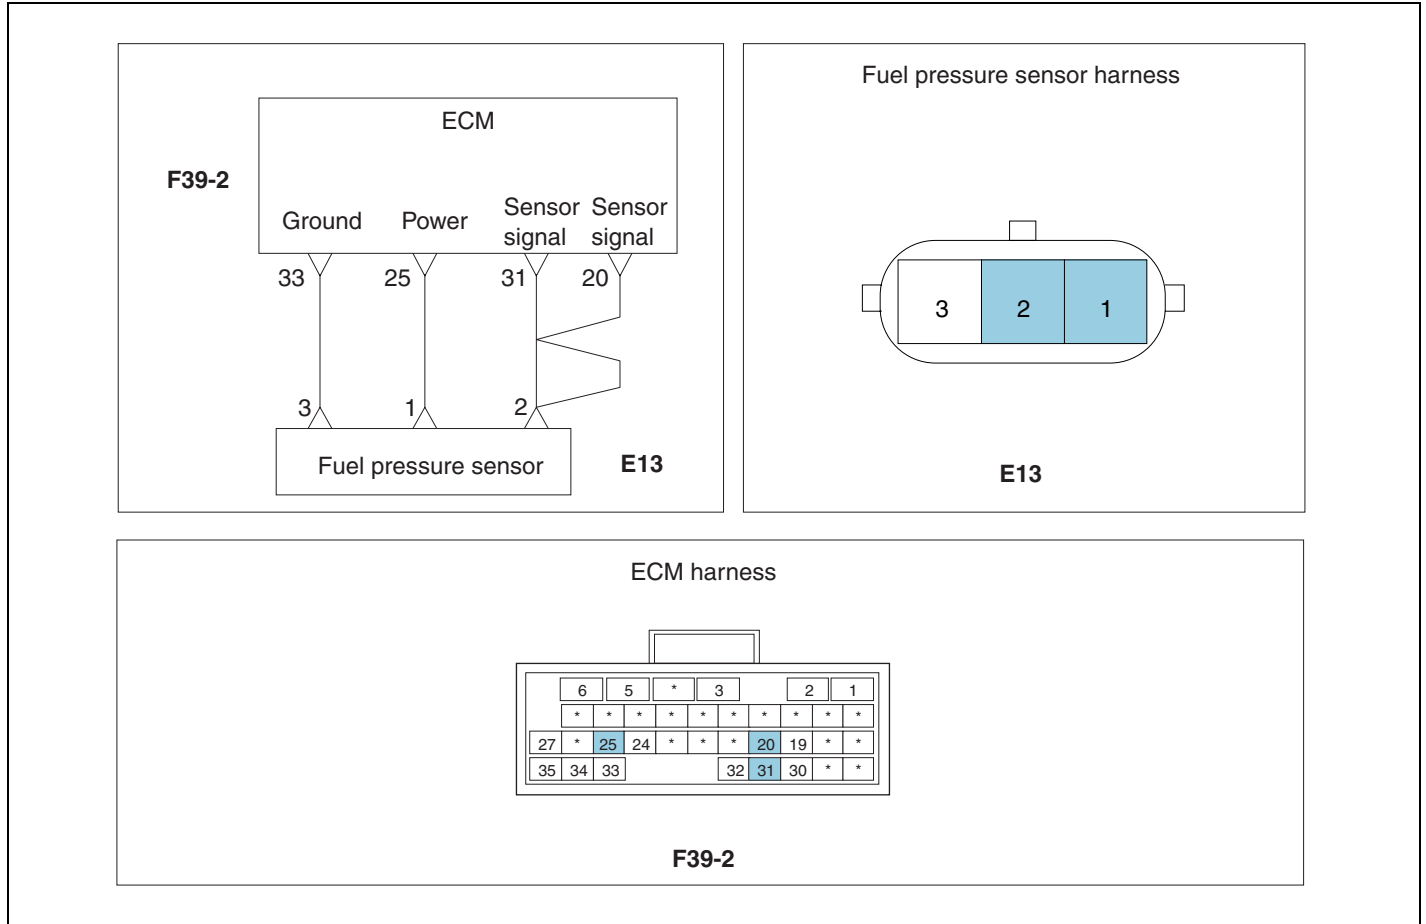 ECM
F39-2
Ground Power Sensor signal Sensor signal
33 25 31 20
3 1 2
Fuel pressure sensor
E13
Fuel pressure sensor harness
3 2 1
E13
ECM harness
6 5 * 3 2 1
* * * * * * * * * *
27 * 25 24 * * * 20 19 * *
35 34 33 32 31 30 * *
F39-2